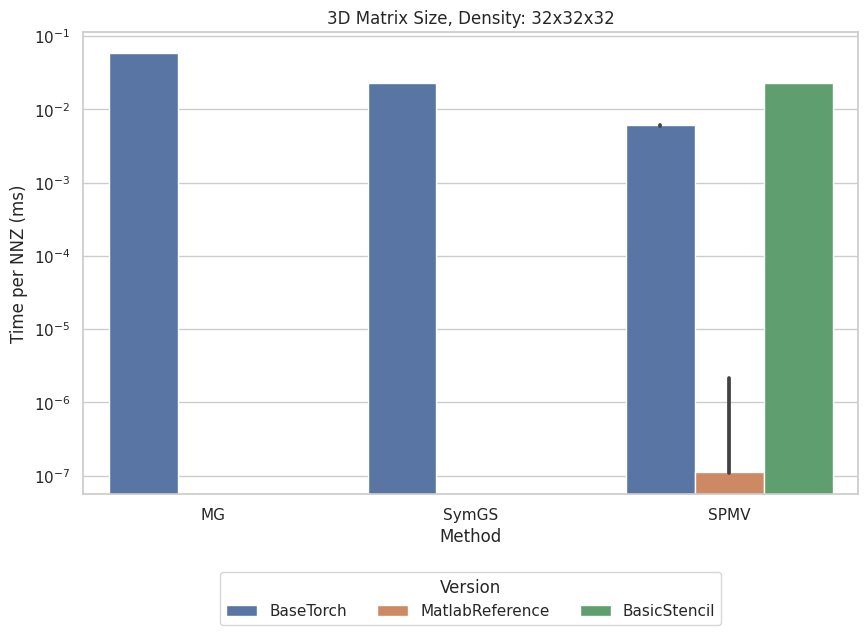 3D Matrix Size, Density: 32x32x32
Time per NNZ (ms)
10⁻¹
10⁻²
10⁻³
10⁻⁴
10⁻⁵
10⁻⁶
10⁻⁷
MG SymGS SPMV
Method
Version
BaseTorch MatlabReference BasicStencil